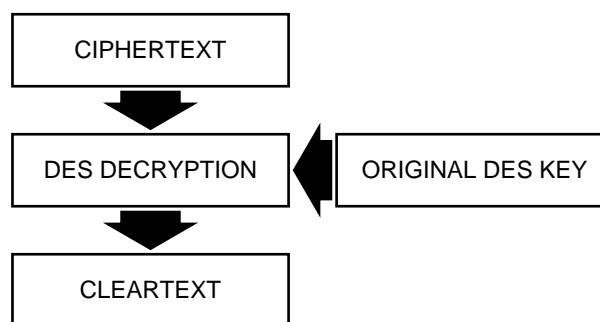 CIPHERTEXT
DES DECRYPTION
ORIGINAL DES KEY
CLEARTEXT